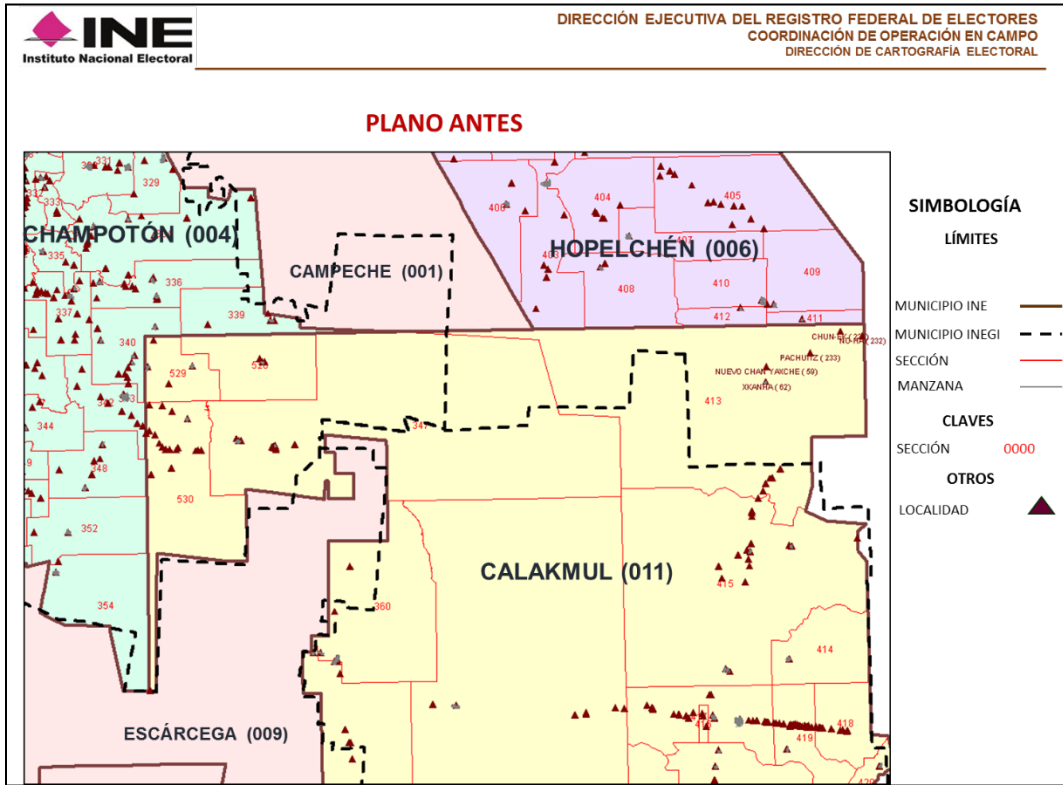 INE
Instituto Nacional Electoral
DIRECCIÓN EJECUTIVA DEL REGISTRO FEDERAL DE ELECTORES
COORDINACIÓN DE OPERACIÓN EN CAMPO
DIRECCIÓN DE CARTOGRAFÍA ELECTORAL
PLANO ANTES
331
329
333
CHAMPOTÓN (004)
335
336
337
339
340
344
348
352
354
CAMPECHE (001)
406
404
405
HOPELCHÉN (006)
403
407
408
410
409
412
411
PACHUITZ ( 233)
NUEVO CHAN YAXCHE ( 59)
XKANHA ( 62)
413
529
530
360
CALAKMUL (011)
415
414
ESCÁRCEGA (009)
418
419
SIMBOLOGÍA
LÍMITES
MUNICIPIO INE
MUNICIPIO INEGI
SECCIÓN
MANZANA
CLAVES
SECCIÓN 0000
OTROS
LOCALIDAD